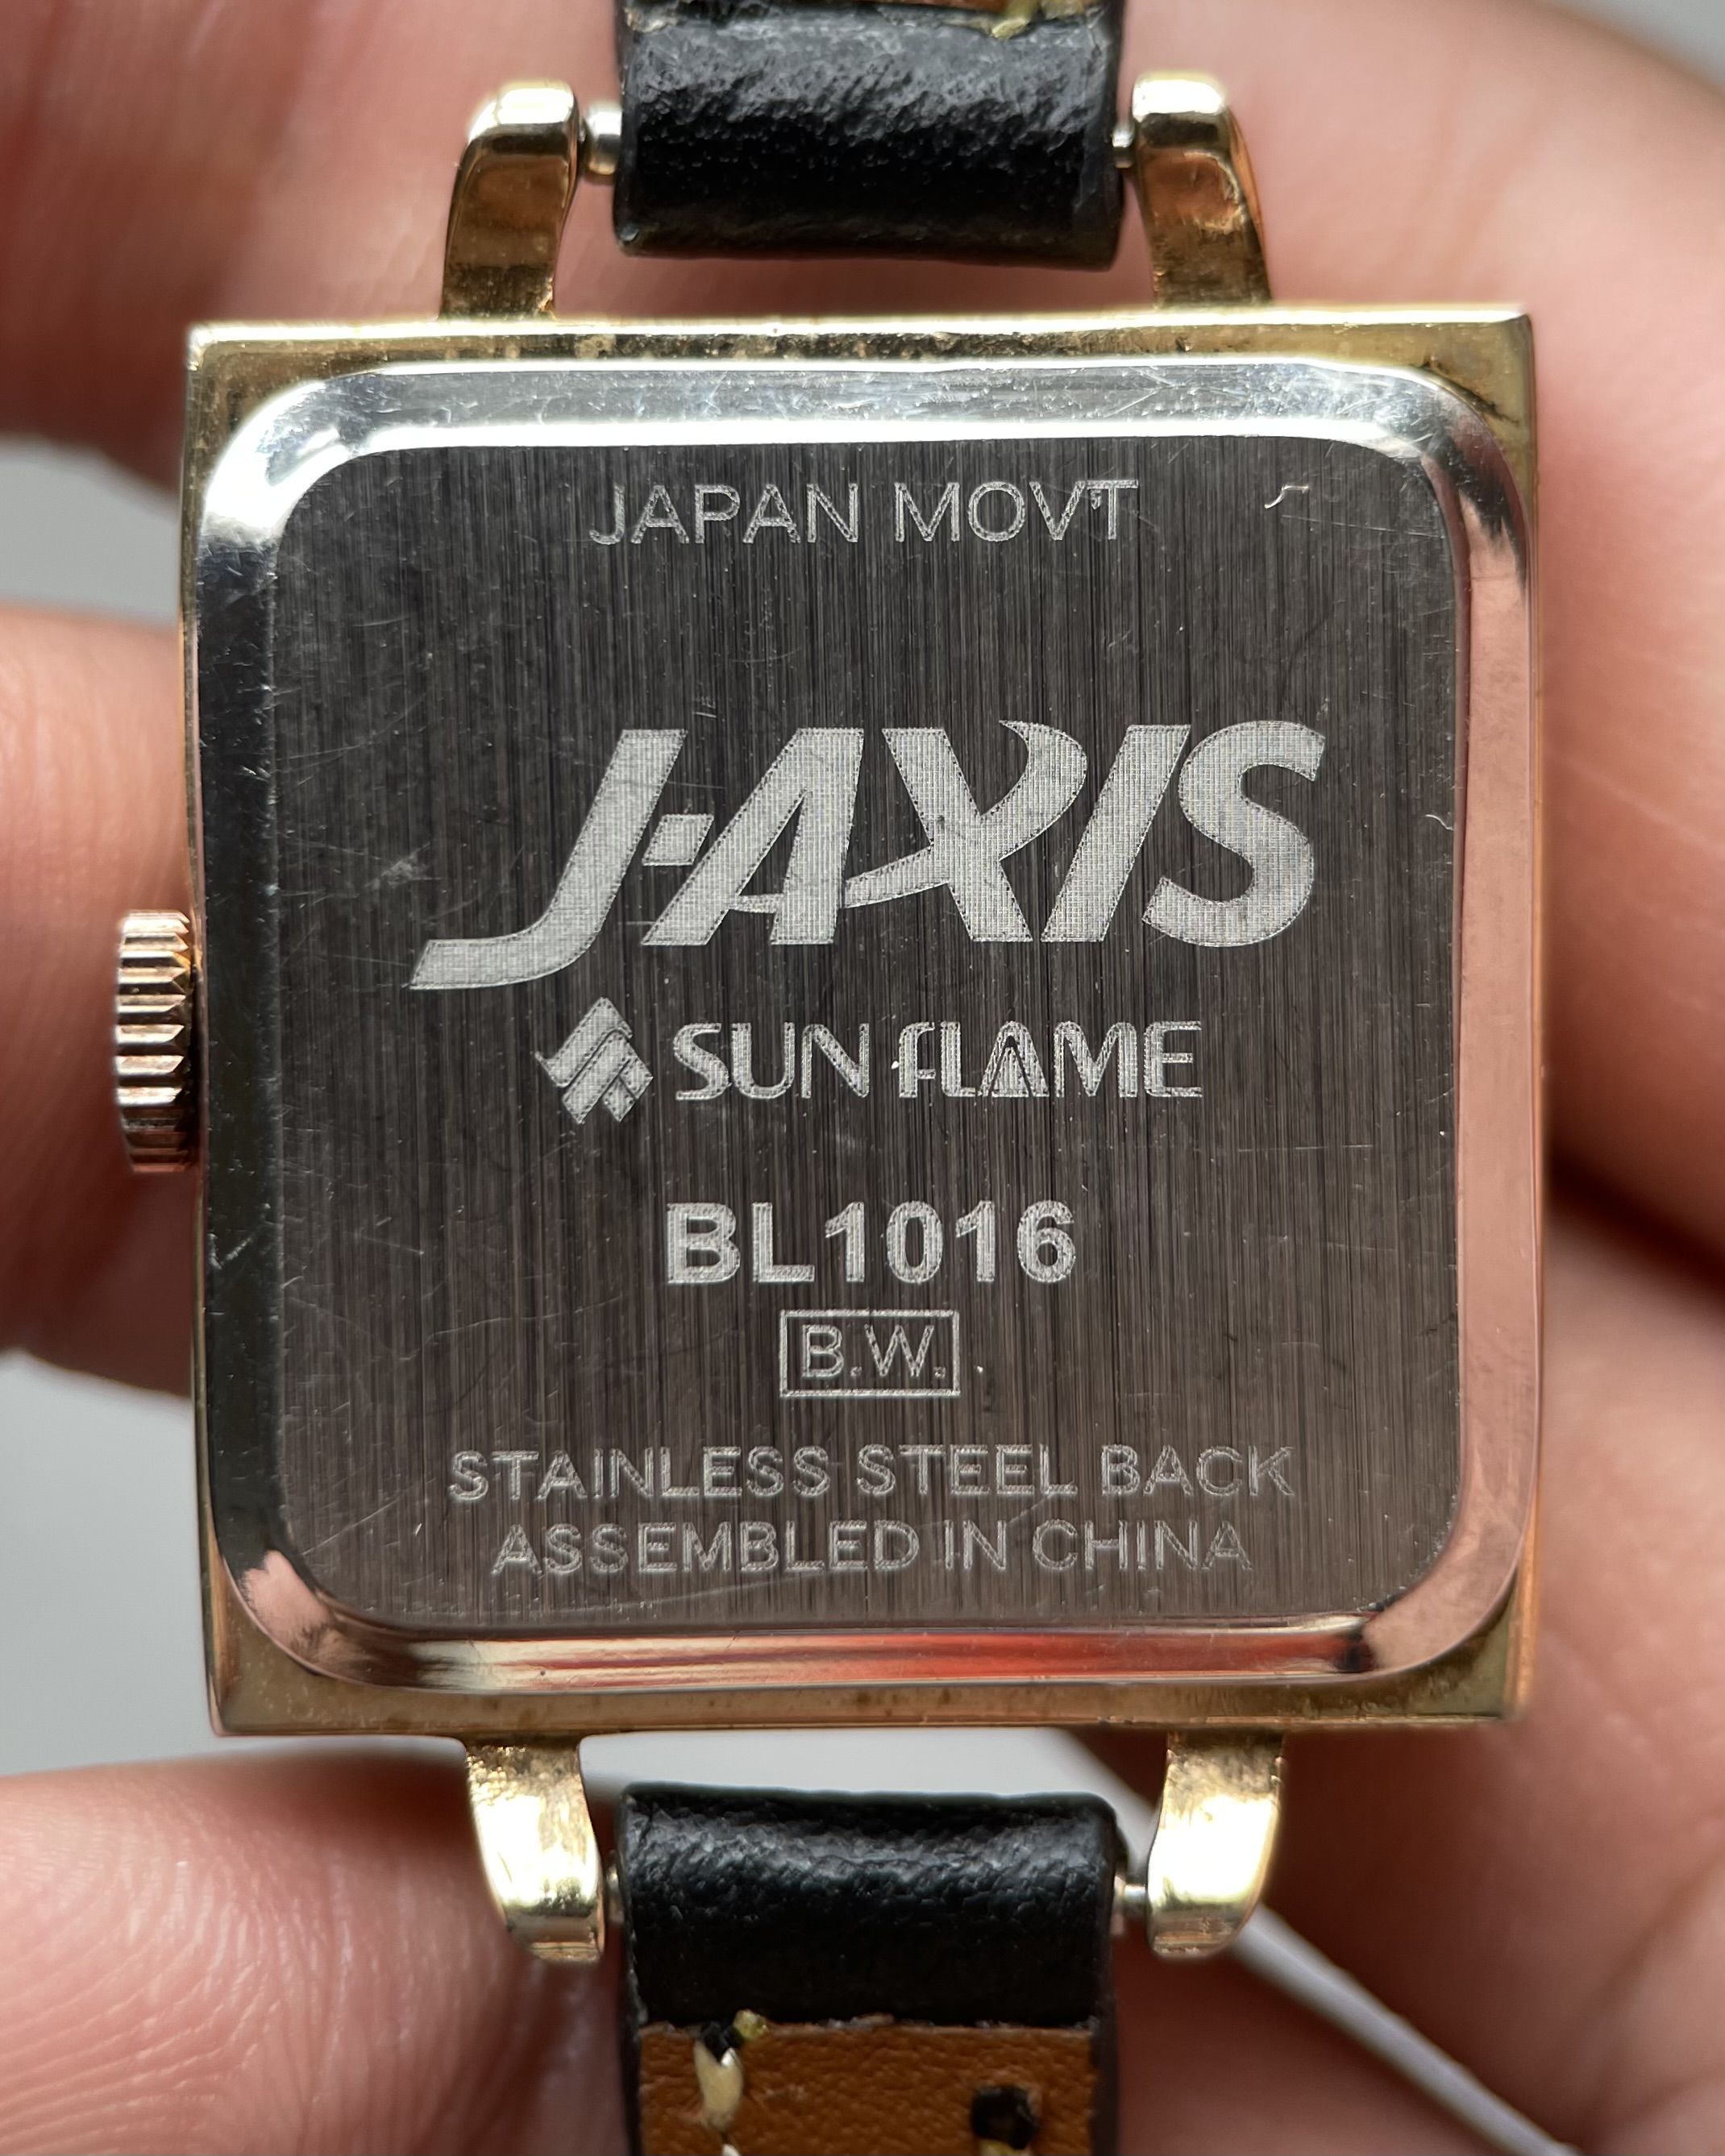 JAPAN MOV'T
J-AXIS
SUN FLAME
BL1016
B.W.
STAINLESS STEEL BACK
ASSEMBLED IN CHINA